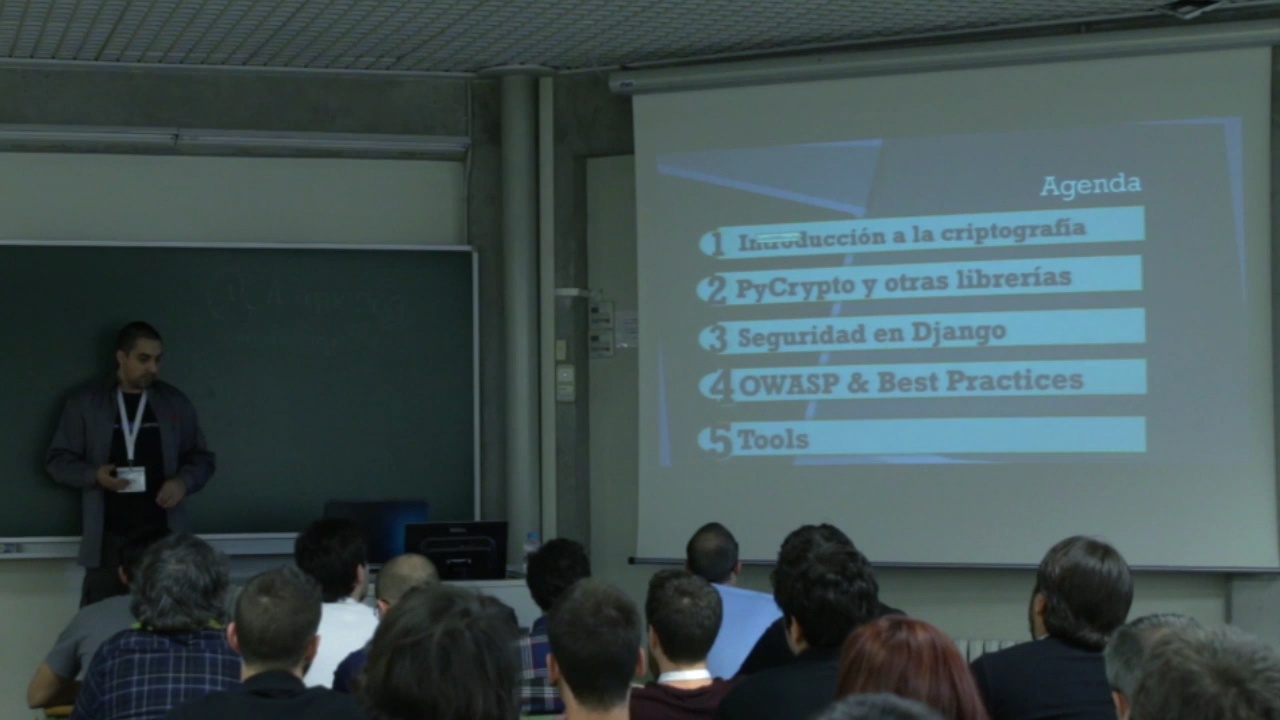 Agenda
1 Introducción a la criptografía
2 PyCrypto y otras librerías
3 Seguridad en Django
4 OWASP & Best Practices
5 Tools